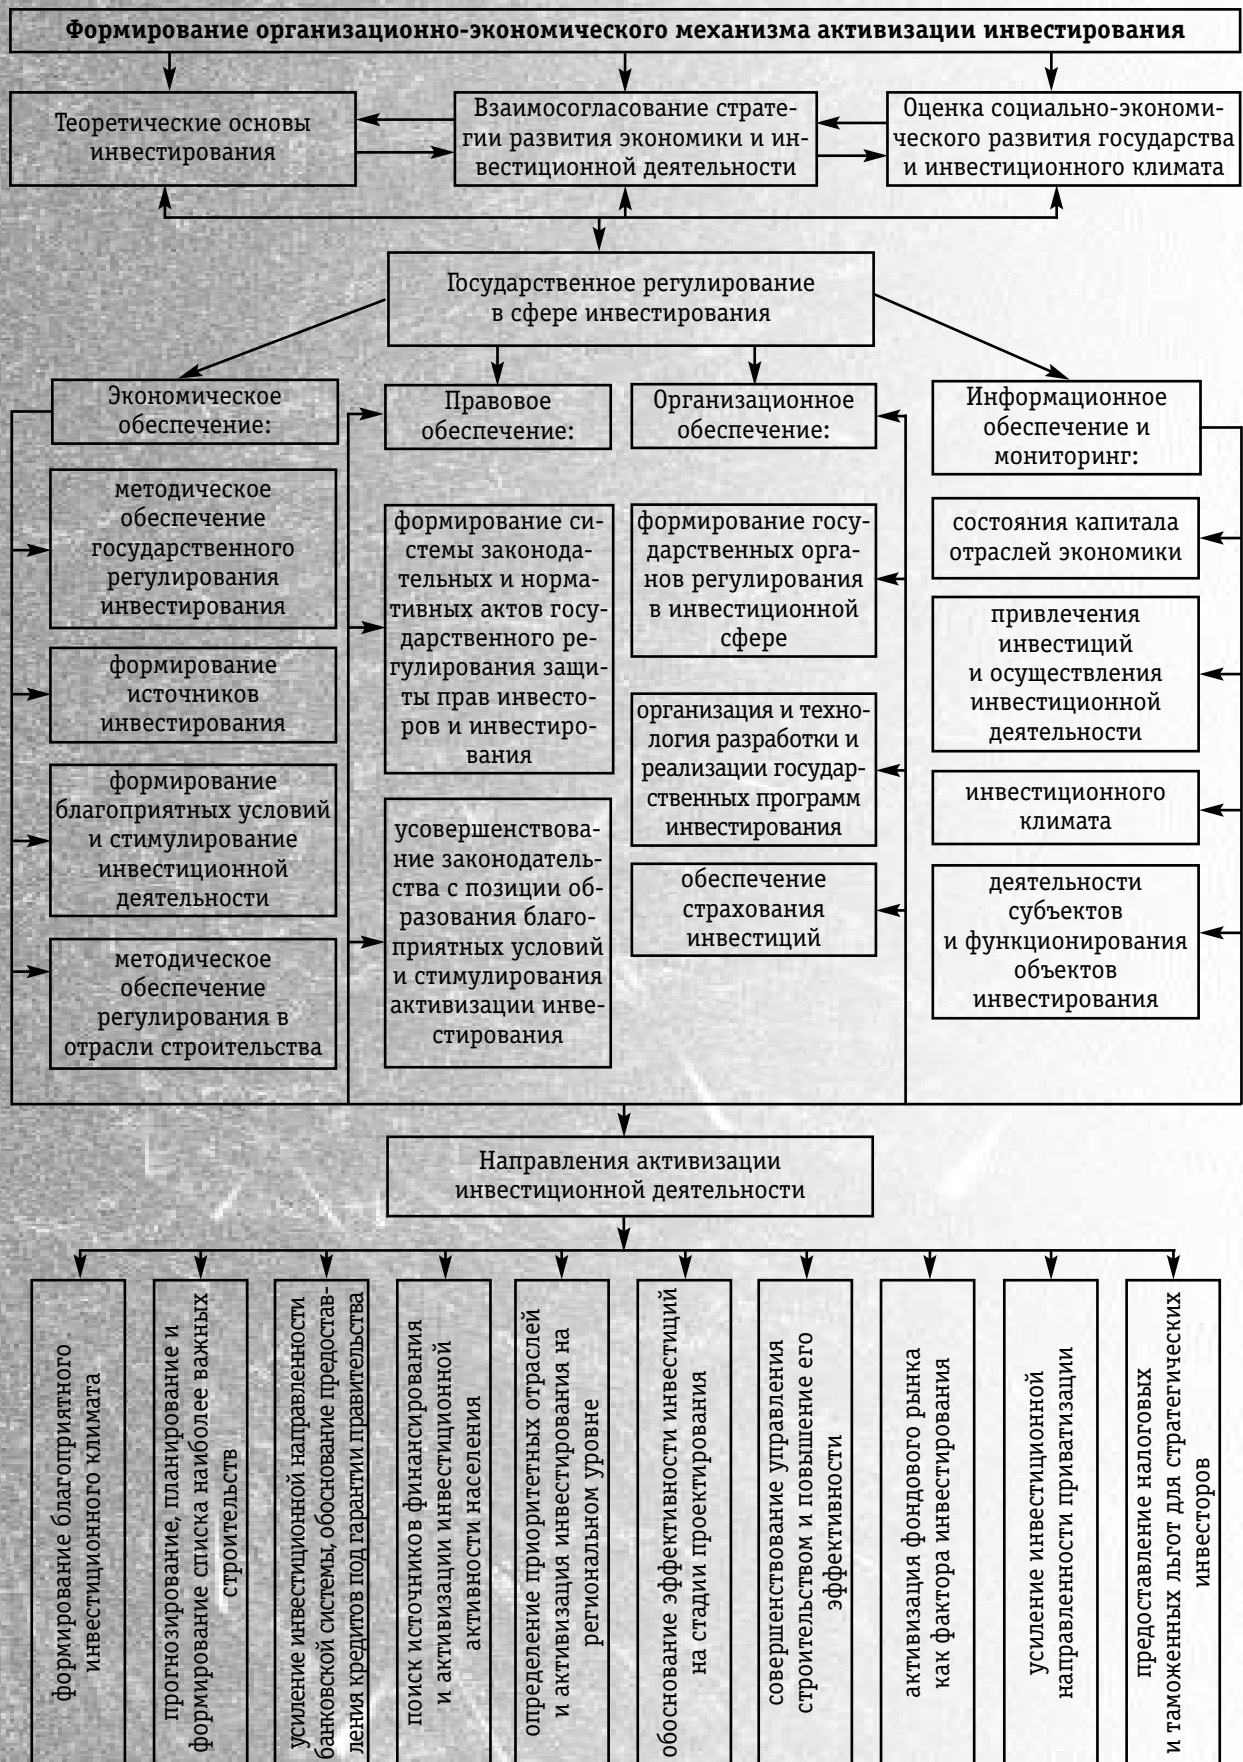 Формирование организационно-экономического механизма активизации инвестирования
Теоретические основы
инвестирования
Взаимосогласование страте-
гии развития экономики и ин-
вестиционной деятельности
Оценка социально-экономи-
ческого развития государства
и инвестиционного климата
Государственное регулирование
в сфере инвестирования
Экономическое
обеспечение:
методическое
обеспечение
государственного
регулирования
инвестирования
формирование
источников
инвестирования
формирование
благоприятных условий
и стимулирование
инвестиционной
деятельности
методическое
обеспечение
регулирования в
отрасли строительства
Правовое
обеспечение:
формирование си-
стемы законода-
тельных и норма-
тивных актов госу-
дарственного ре-
гулирования защи-
ты прав инвесто-
ров и инвестиро-
вания
усовершенствова-
ние законодатель-
ства с позиции об-
разования благо-
приятных условий
и стимулирования
активизации инве-
стирования
Организационное
обеспечение:
формирование госу-
дарственных орга-
нов регулирования
в инвестиционной
сфере
организация и техно-
логия разработки и
реализации государ-
ственных программ
инвестирования
обеспечение
страхования
инвестиций
Информационное
обеспечение и
мониторинг:
состояния капитала
отраслей экономики
привлечения
инвестиций
и осуществления
инвестиционной
деятельности
инвестиционного
климата
деятельности
субъектов
и функционирования
объектов
инвестирования
Направления активизации
инвестиционной деятельности
формирование благоприятного
инвестиционного климата
прогнозирование, планирование и
формирование списка наиболее важных
строительств
усиление инвестиционной направленности
банковской системы, обоснование предостав-
ления кредитов под гарантии правительства
поиск источников финансирования
и активизации инвестиционной
активности населения
определение приоритетных отраслей
и активизация инвестирования на
региональном уровне
обоснование эффективности инвестиций
на стадии проектирования
совершенствование управления
строительством и повышение его
эффективности
активизация фондового рынка
как фактора инвестирования
усиление инвестиционной
направленности приватизации
предоставление налоговых
и таможенных льгот для стратегических
инвесторов